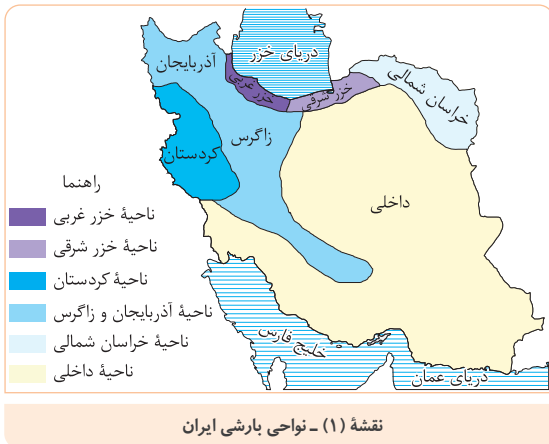 دریای خزر
آذربایجان
خزر غربی
خزر شرقی
خراسان شمالی
زاگرس
کردستان
داخلی
راهنما
ناحیهٔ خزر غربی
ناحیهٔ خزر شرقی
ناحیهٔ کردستان
ناحیهٔ آذربایجان و زاگرس
ناحیهٔ خراسان شمالی
ناحیهٔ داخلی
خلیج فارس
دریای عمان
نقشهٔ (۱) ـ نواحی بارشی ایران